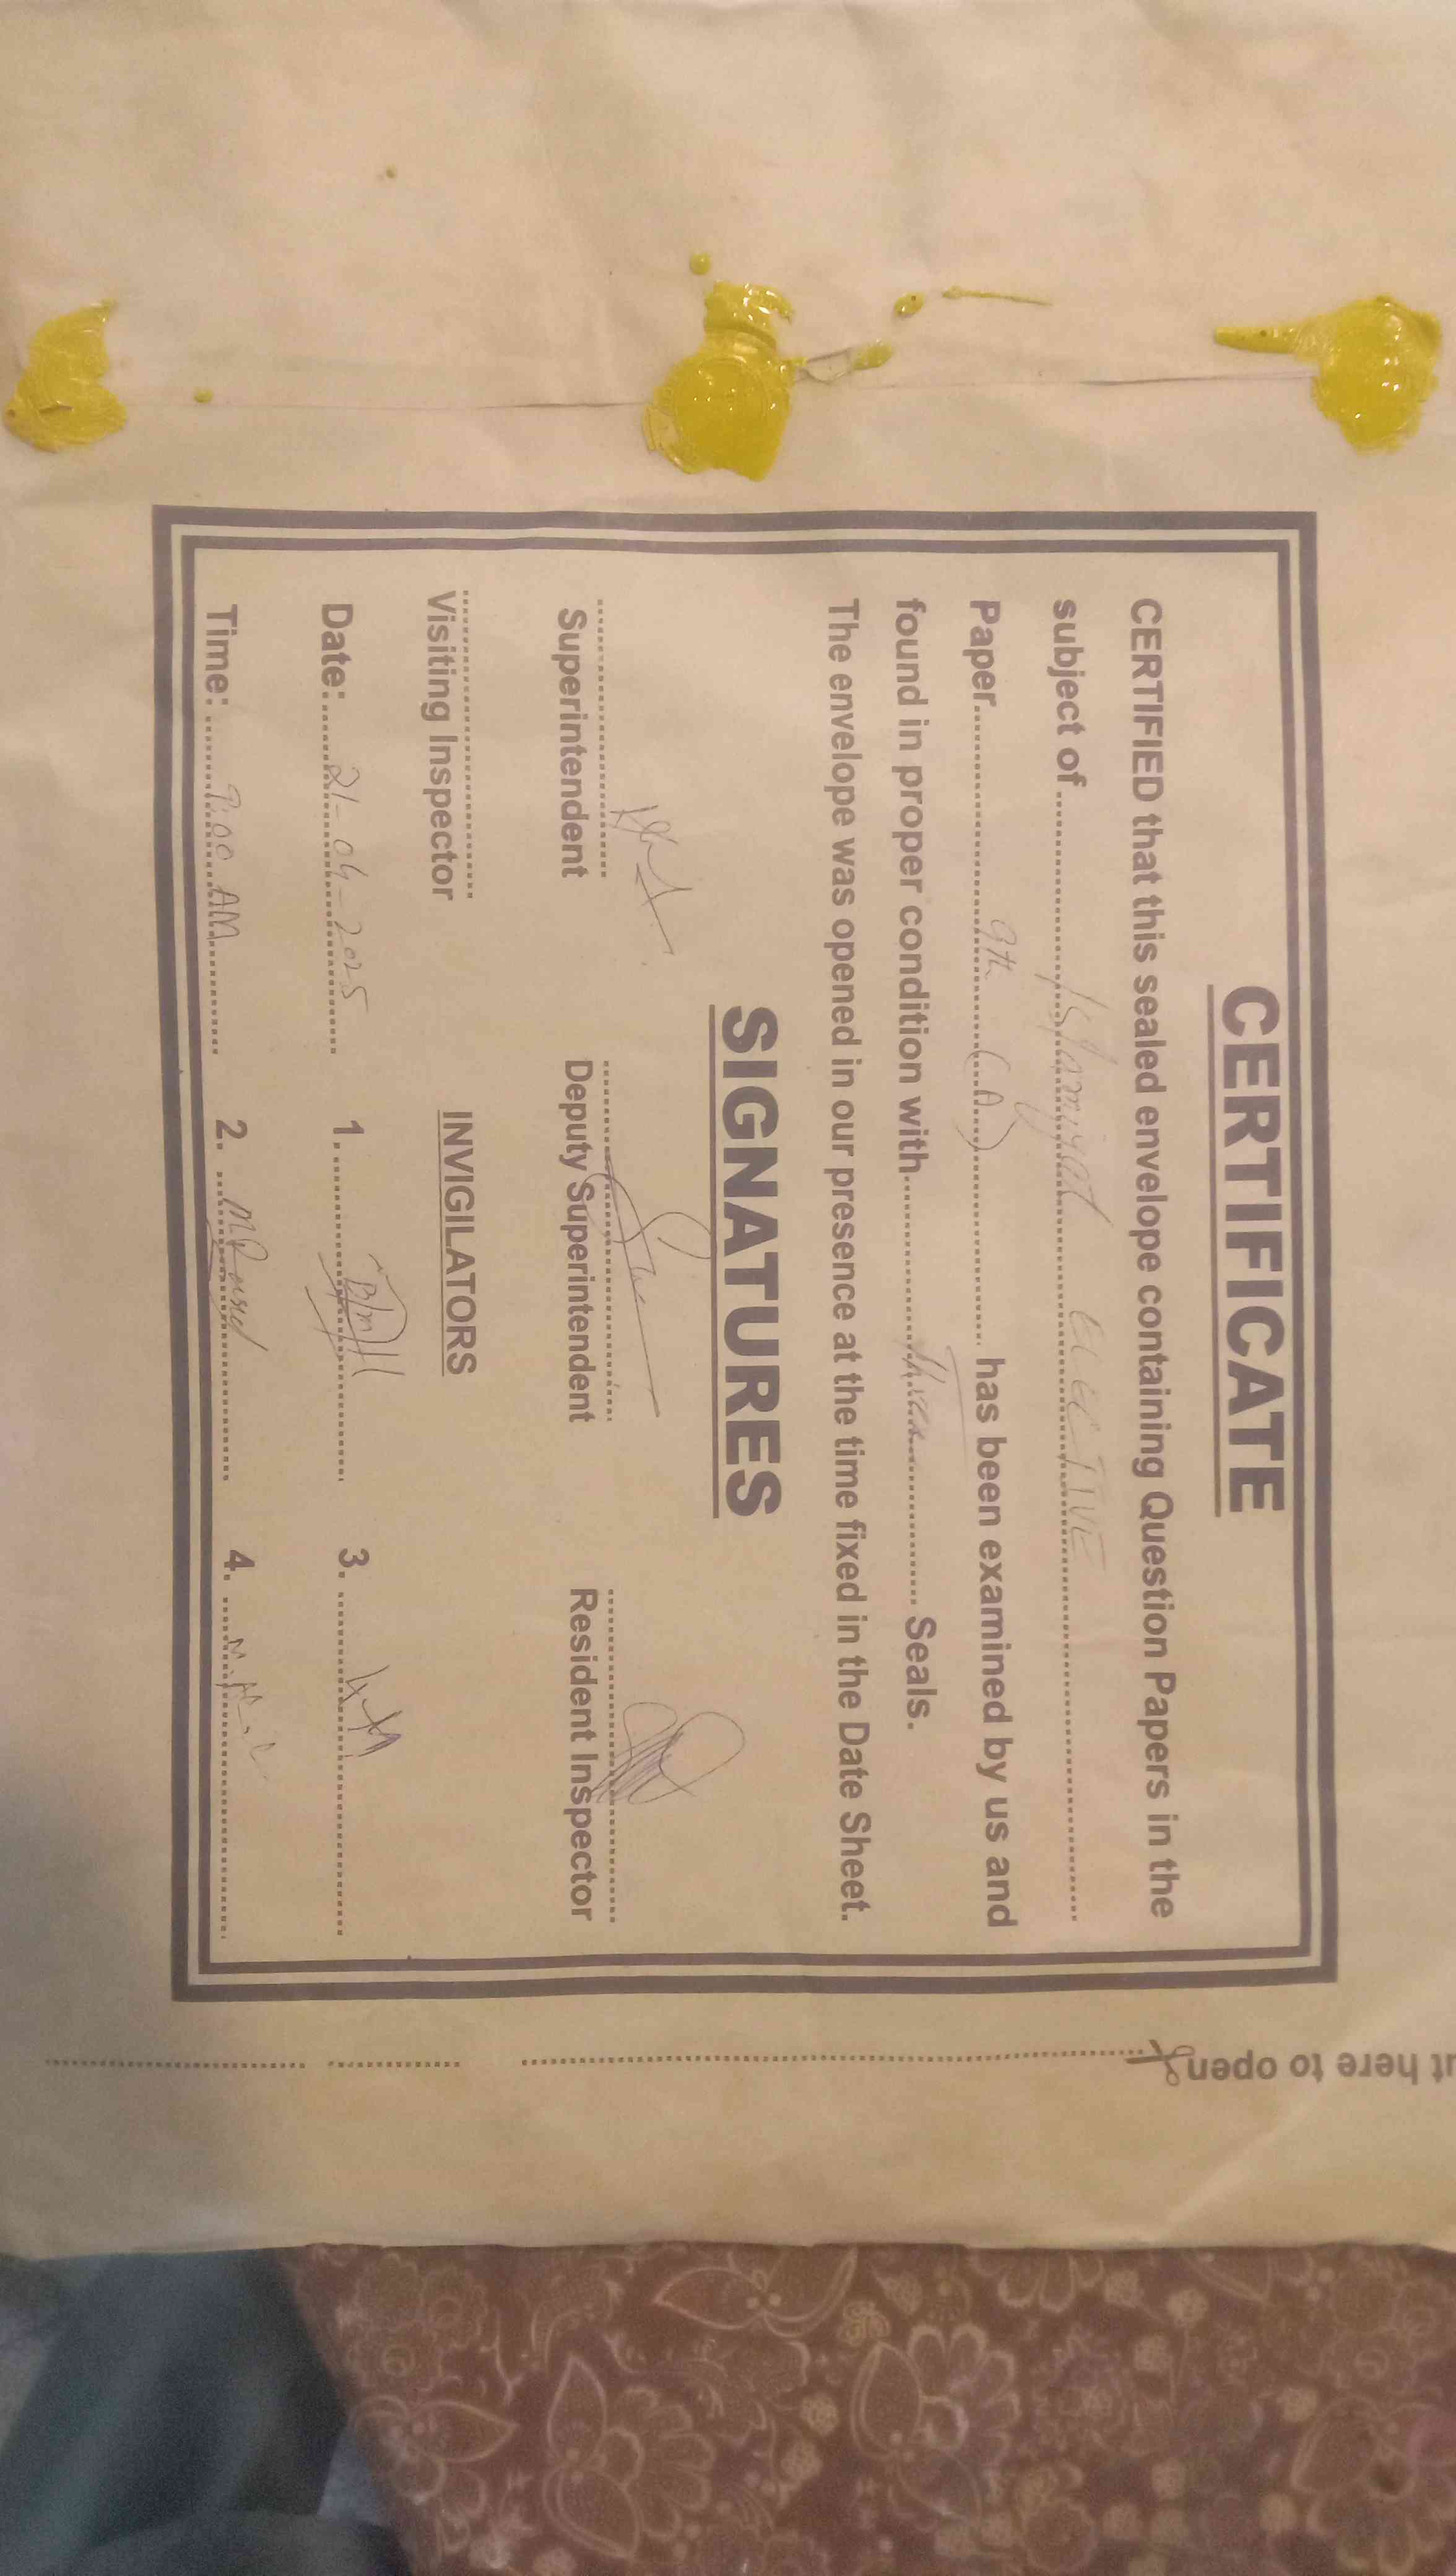 CERTIFICATE
CERTIFIED that this sealed envelope containing Question Papers in the
subject of Islamiyat ELECTIVE
Paper 9th (A) has been examined by us and
found in proper condition with three Seals.
The envelope was opened in our presence at the time fixed in the Date Sheet.
SIGNATURES
Superintendent Deputy Superintendent Resident Inspector
Visiting Inspector INVIGILATORS
Date: 21-04-2025 1. 3.
Time: 9:00 AM 2. 4.
ut here to open